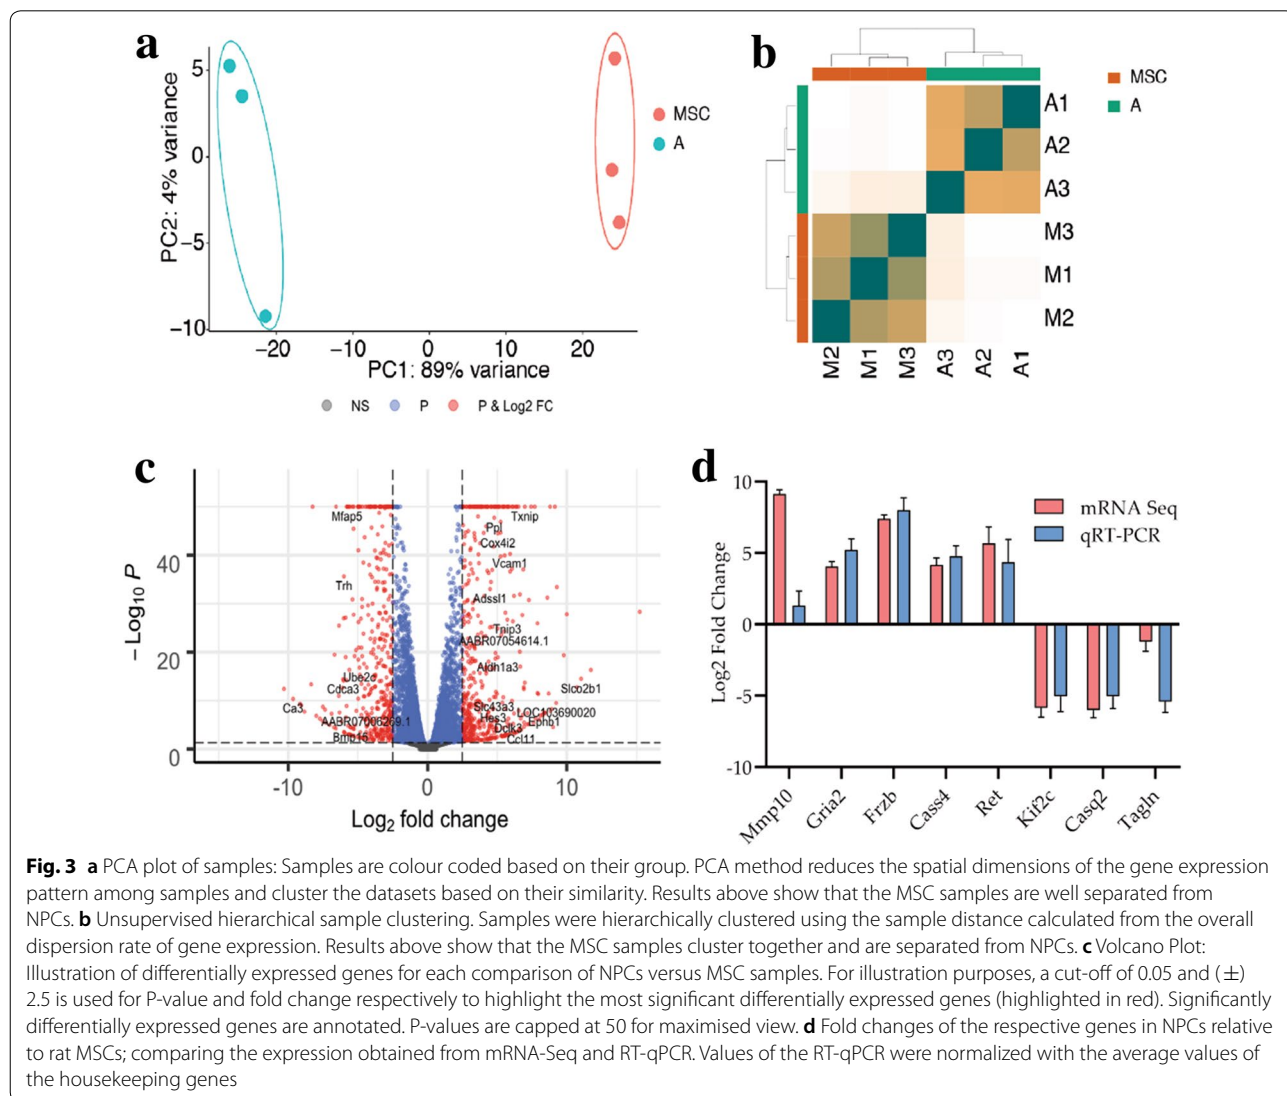 a
5
0
−5
−10
PC2: 4% variance
−20
−10
0
10
20
PC1: 89% variance
MSC
A
b
MSC
A
A1
A2
A3
M3
M1
M2
M2
M1
M3
A3
A2
A1
NS
P
P & Log2 FC
c
− Log10 P
40
20
0
-10
0
10
Log2 fold change
Mfap5
Txnip
Ppl
Cox4i2
Vcam1
Trh
Adssl1
Tnip3
AABR07054614.1
Aldh1a3
Ube2c
Cdca3
Slco2b1
Ca3
Slc43a3
LOC103690020
AABR07006269.1
Hes3
Ephb1
Dclk3
Bmp15
Ccl11
d
10
5
0
-5
-10
Log2 Fold Change
mRNA Seq
qRT-PCR
Mmp10
Gria2
Frzb
Cass4
Ret
Kif2c
Casq2
Tagln
Fig. 3 a PCA plot of samples: Samples are colour coded based on their group. PCA method reduces the spatial dimensions of the gene expression
pattern among samples and cluster the datasets based on their similarity. Results above show that the MSC samples are well separated from
NPCs. b Unsupervised hierarchical sample clustering. Samples were hierarchically clustered using the sample distance calculated from the overall
dispersion rate of gene expression. Results above show that the MSC samples cluster together and are separated from NPCs. c Volcano Plot:
Illustration of differentially expressed genes for each comparison of NPCs versus MSC samples. For illustration purposes, a cut-off of 0.05 and (±)
2.5 is used for P-value and fold change respectively to highlight the most significant differentially expressed genes (highlighted in red). Significantly
differentially expressed genes are annotated. P-values are capped at 50 for maximised view. d Fold changes of the respective genes in NPCs relative
to rat MSCs; comparing the expression obtained from mRNA-Seq and RT-qPCR. Values of the RT-qPCR were normalized with the average values of
the housekeeping genes